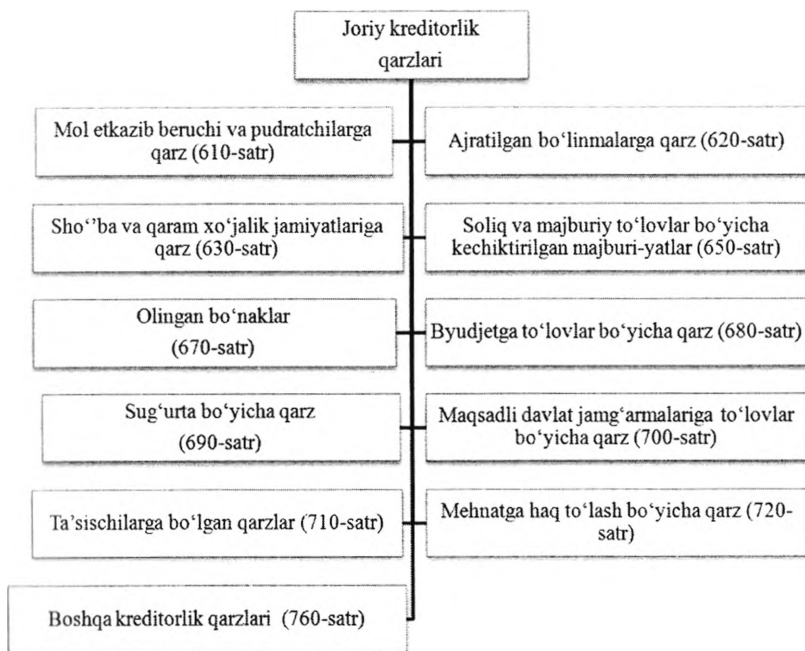 Joriy kreditorlik
qarzlari
Mol etkazib beruvchi va pudratchilarga
qarz (610-satr)
Ajratilgan bo‘linmalarga qarz (620-satr)
Sho‘’ba va qaram xo‘jalik jamiyatlariga
qarz (630-satr)
Soliq va majburiy to‘lovlar bo‘yicha
kechiktirilgan majburi-yatlar (650-satr)
Olingan bo‘naklar
(670-satr)
Byudjetga to‘lovlar bo‘yicha qarz (680-satr)
Sug‘urta bo‘yicha qarz
(690-satr)
Maqsadli davlat jamg‘armalariga to‘lovlar
bo‘yicha qarz (700-satr)
Ta’sischilarga bo‘lgan qarzlar (710-satr)
Mehnatga haq to‘lash bo‘yicha qarz (720-
satr)
Boshqa kreditorlik qarzlari (760-satr)